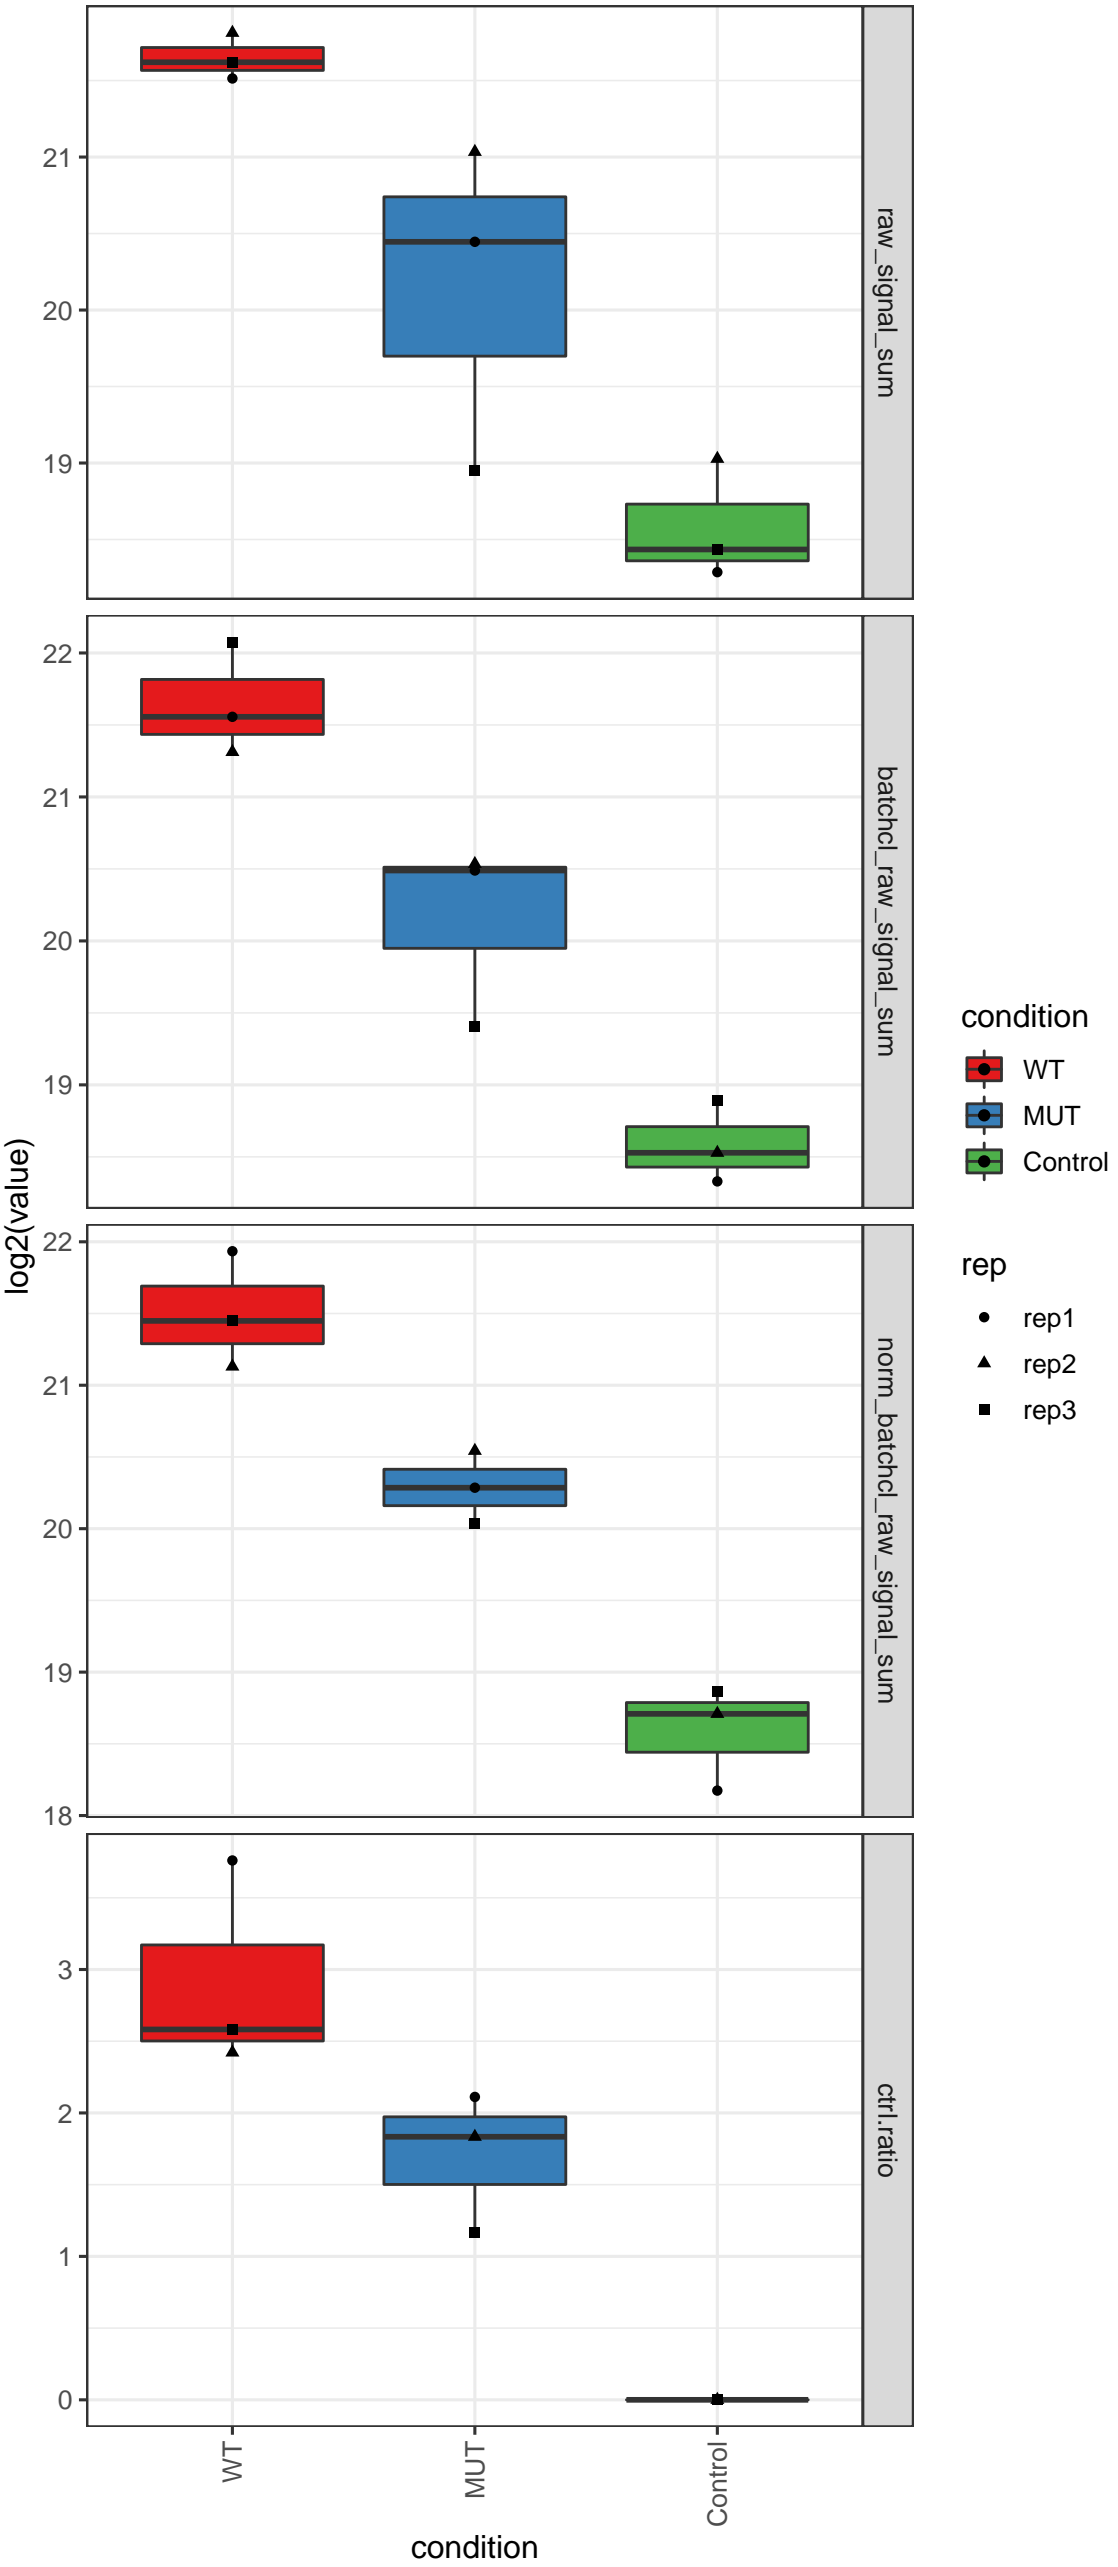 21
20
19
raw_signal_sum
22
21
20
19
batchcl_raw_signal_sum
22
21
20
19
18
norm_batchcl_raw_signal_sum
3
2
1
0
ctrl.ratio
log2(value)
WT
MUT
Control
condition
condition
WT
MUT
Control
rep
rep1
rep2
rep3